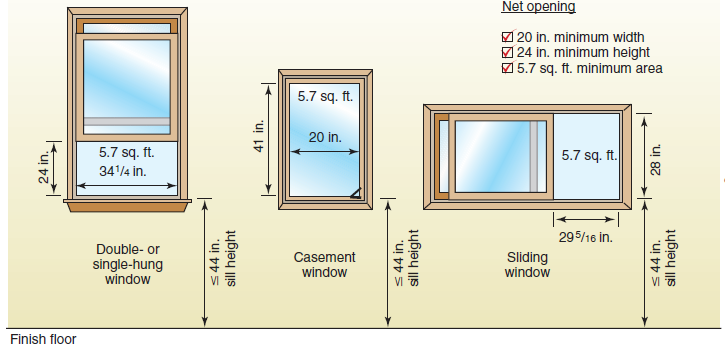 Net opening
☑ 20 in. minimum width
☑ 24 in. minimum height
☑ 5.7 sq. ft. minimum area
24 in.
5.7 sq. ft.
34 1/4 in.
≤ 44 in.
sill height
Double- or
single-hung
window
41 in.
5.7 sq. ft.
20 in.
≤ 44 in.
sill height
Casement
window
5.7 sq. ft.
28 in.
29 5/16 in.
≤ 44 in.
sill height
Sliding
window
Finish floor